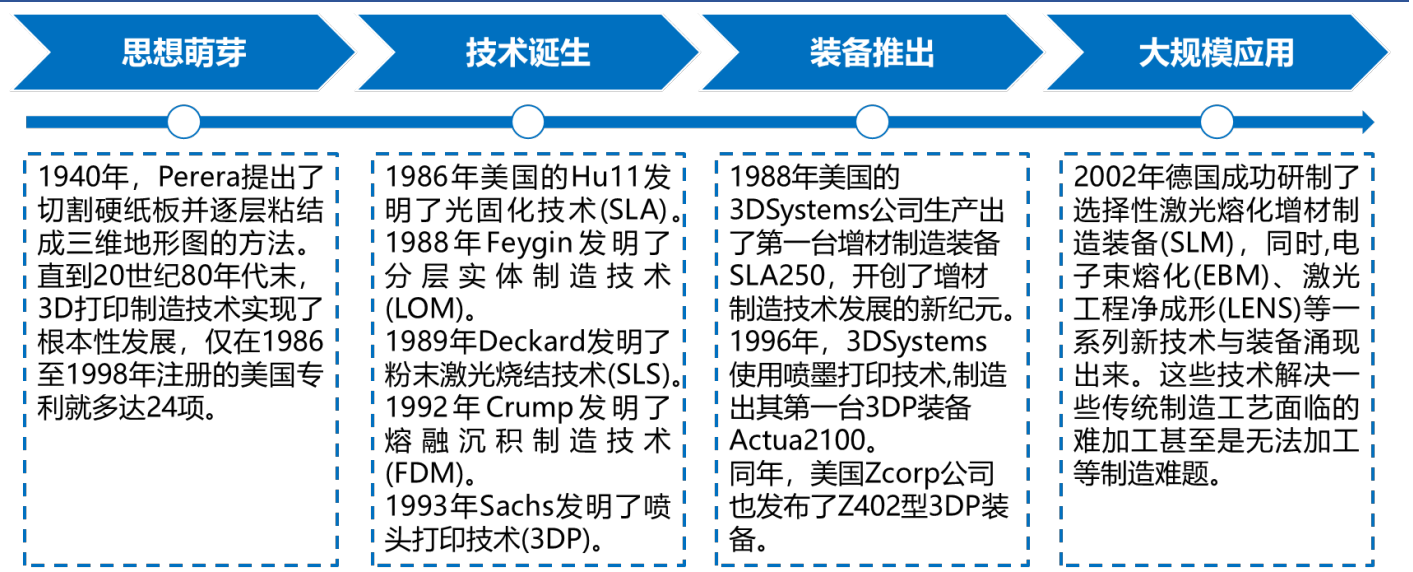 思想萌芽
技术诞生
装备推出
大规模应用
1940年，Perera提出了
切割硬纸板并逐层粘结
成三维地形图的方法。
直到20世纪80年代末，
3D打印制造技术实现了
根本性发展，仅在1986
至1998年注册的美国专
利就多达24项。
1986年美国的Hu11发
明了光固化技术(SLA)。
1988年Feygin发明了
分层实体制造技术
(LOM)。
1989年Deckard发明了
粉末激光烧结技术(SLS)。
1992年Crump发明了
熔融沉积制造技术
(FDM)。
1993年Sachs发明了喷
头打印技术(3DP)。
1988年美国的
3DSystems公司生产出
了第一台增材制造装备
SLA250，开创了增材
制造技术发展的新纪元。
1996年，3DSystems
使用喷墨打印技术,制造
出其第一台3DP装备
Actua2100。
同年，美国Zcorp公司
也发布了Z402型3DP装
备。
2002年德国成功研制了
选择性激光熔化增材制
造装备(SLM)，同时,电
子束熔化(EBM)、激光
工程净成形(LENS)等一
系列新技术与装备涌现
出来。这些技术解决一
些传统制造工艺面临的
难加工甚至是无法加工
等制造难题。